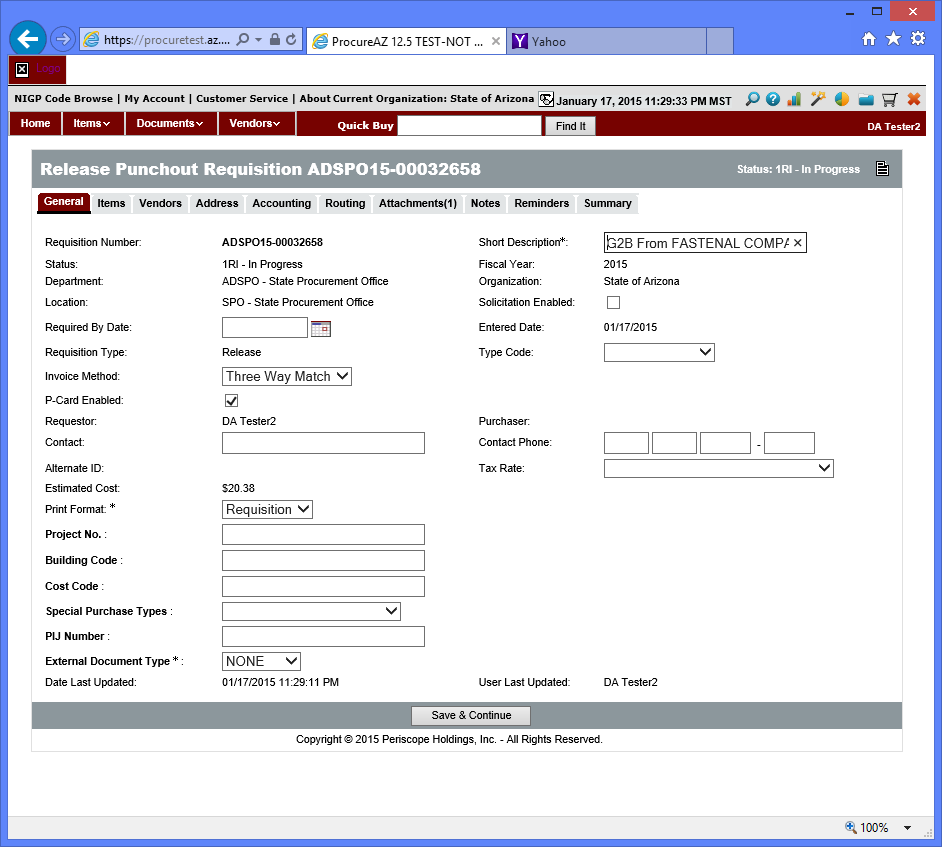 https://procuretest.az....
ProcureAZ 12.5 TEST-NOT ...
Yahoo
Logo
NIGP Code Browse | My Account | Customer Service | About Current Organization: State of Arizona January 17, 2015 11:29:33 PM MST
Home Items Documents Vendors Quick Buy Find It DA Tester2
Release Punchout Requisition ADSPO15-00032658 Status: 1RI - In Progress
General Items Vendors Address Accounting Routing Attachments(1) Notes Reminders Summary
Requisition Number: ADSPO15-00032658 Short Description*: G2B From FASTENAL COMPA
Status: 1RI - In Progress Fiscal Year: 2015
Department: ADSPO - State Procurement Office Organization: State of Arizona
Location: SPO - State Procurement Office Solicitation Enabled:
Required By Date: Entered Date: 01/17/2015
Requisition Type: Release Type Code:
Invoice Method: Three Way Match
P-Card Enabled:
Requestor: DA Tester2 Purchaser:
Contact: Contact Phone: -
Alternate ID: Tax Rate:
Estimated Cost: $20.38
Print Format: * Requisition
Project No. :
Building Code :
Cost Code :
Special Purchase Types :
PIJ Number :
External Document Type * : NONE
Date Last Updated: 01/17/2015 11:29:11 PM User Last Updated: DA Tester2
Save & Continue
Copyright © 2015 Periscope Holdings, Inc. - All Rights Reserved.
100%